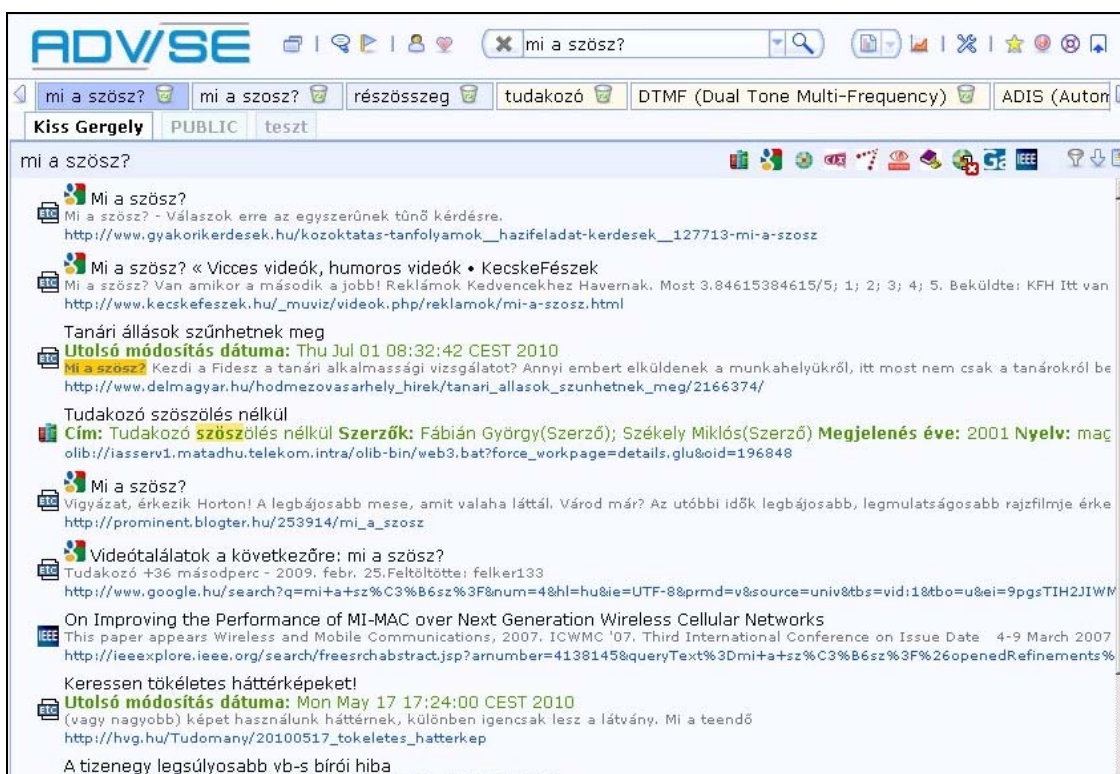 ADVISE mi a szösz?
mi a szösz? mi a szosz? részösszeg tudakozó DTMF (Dual Tone Multi-Frequency) ADIS (Autom
Kiss Gergely PUBLIC teszt
mi a szösz? IEEE
Mi a szösz?
Mi a szösz? - Válaszok erre az egyszerûnek tûnõ kérdésre.
http://www.gyakorikerdesek.hu/kozoktatas-tanfolyamok__hazifeladat-kerdesek__127713-mi-a-szosz
Mi a szösz? « Vicces videók, humoros videók • KecskeFészek
Mi a szösz? Van amikor a második a jobb! Reklámok Kedvencekhez Havernak. Most 3.84615384615/5; 1; 2; 3; 4; 5. Beküldte: KFH Itt van
http://www.kecskefeszek.hu/_muviz/videok.php/reklamok/mi-a-szosz.html
Tanári állások szűnhetnek meg
Utolsó módosítás dátuma: Thu Jul 01 08:32:42 CEST 2010
Mi a szösz? Kezdi a Fidesz a tanári alkalmassági vizsgálatot? Annyi embert elküldenek a munkahelyükről, itt most nem csak a tanárokról be
http://www.delmagyar.hu/hodmezovasarhely_hirek/tanari_allasok_szunhetnek_meg/2166374/
Tudakozó szöszölés nélkül
Cím: Tudakozó szöszölés nélkül Szerzők: Fábián György(Szerző); Székely Miklós(Szerző) Megjelenés éve: 2001 Nyelv: mag
olib://iasserv1.matadhu.telekom.intra/olib-bin/web3.bat?force_workpage=details.glu&oid=196848
Mi a szösz?
Vigyázat, érkezik Horton! A legbájosabb mese, amit valaha láttál. Várod már? Az utóbbi idők legbájosabb, legmulatságosabb rajzfilmje érke
http://prominent.blogter.hu/253914/mi_a_szosz
Videótalálatok a következőre: mi a szösz?
Tudakozó +36 másodperc - 2009. febr. 25.Feltöltötte: felker133
http://www.google.hu/search?q=mi+a+sz%C3%B6sz%3F&num=4&hl=hu&ie=UTF-8&prmd=v&source=univ&tbs=vid:1&tbo=u&ei=9pgsTIH2JIWM
On Improving the Performance of MI-MAC over Next Generation Wireless Cellular Networks
IEEE This paper appears Wireless and Mobile Communications, 2007. ICWMC '07. Third International Conference on Issue Date 4-9 March 2007
http://ieeexplore.ieee.org/search/freesrchabstract.jsp?arnumber=4138145&queryText%3Dmi+a+sz%C3%B6sz%3F%26openedRefinements%
Keressen tökéletes háttérképeket!
Utolsó módosítás dátuma: Mon May 17 17:24:00 CEST 2010
(vagy nagyobb) képet használunk háttérnek, különben igencsak lesz a látvány. Mi a teendő
http://hvg.hu/Tudomany/20100517_tokeletes_hatterkep
A tizenegy legsúlyosabb vb-s bírói hiba